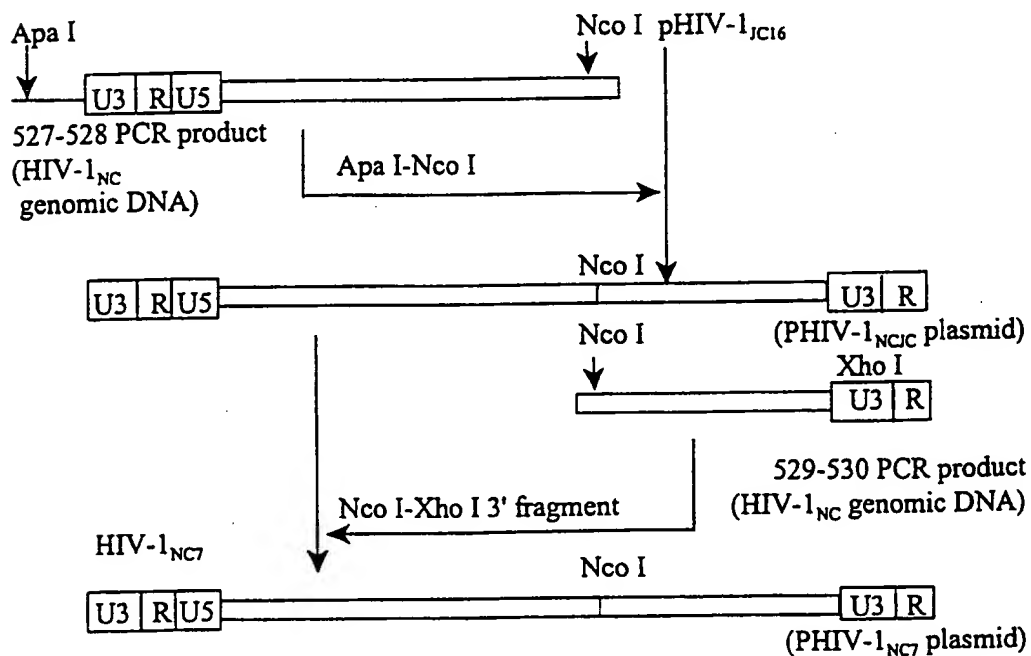 Apa I
Nco I pHIV-1JC16
U3 R U5
527-528 PCR product
(HIV-1NC
genomic DNA)
Apa I-Nco I
Nco I
U3 R U5
U3 R
(PHIV-1NCJC plasmid)
Nco I
Xho I
U3 R
529-530 PCR product
(HIV-1NC genomic DNA)
Nco I-Xho I 3' fragment
HIV-1NC7
Nco I
U3 R U5
U3 R
(PHIV-1NC7 plasmid)